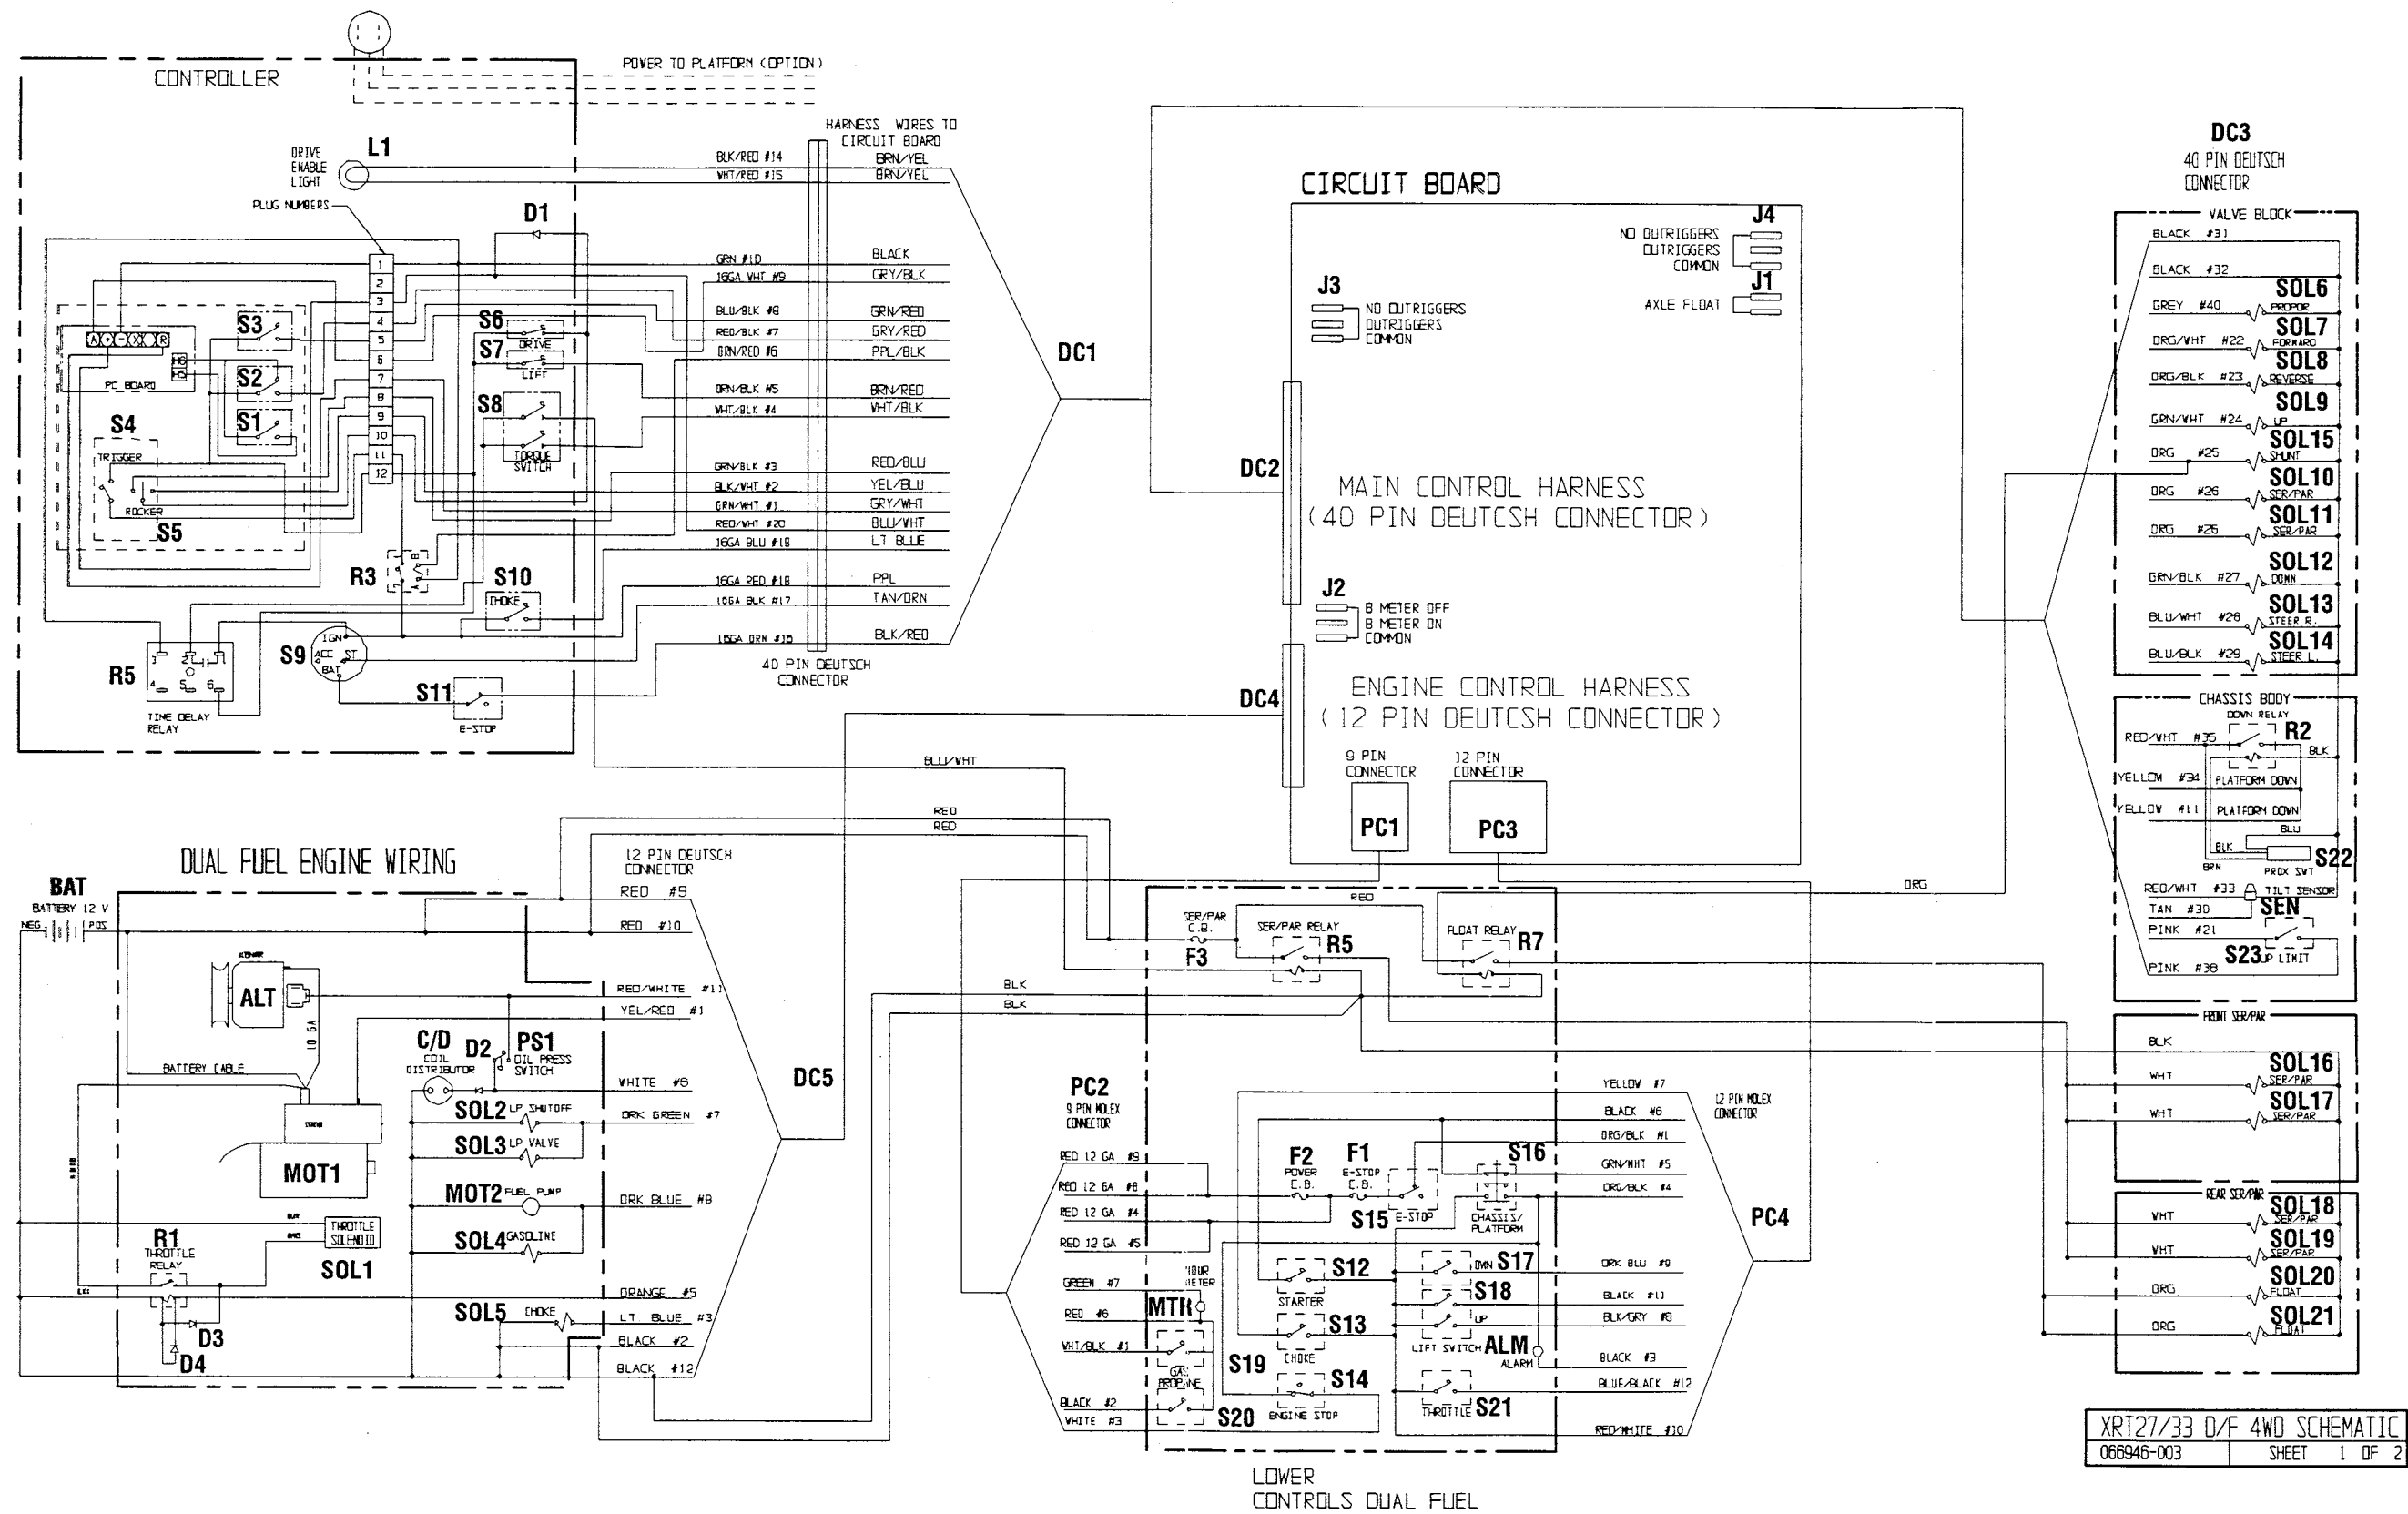 CONTROLLER
POWER TO PLATFORM (OPTION)
HARNESS WIRES TO
CIRCUIT BOARD
L1
DRIVE
ENABLE
LIGHT
PLUG NUMBERS
BLK/RED #14
BRN/YEL
WHT/RED #15
BRN/YEL
D1
GRN #10
BLACK
16GA WHT #9
GRY/BLK
BLU/BLK #8
GRN/RED
RED/BLK #7
GRY/RED
ORN/RED #6
PPL/BLK
ORN/BLK #5
BRN/RED
WHT/BLK #4
WHT/BLK
GRN/BLK #3
RED/BLU
BLK/WHT #2
YEL/BLU
GRN/WHT #1
GRY/WHT
RED/WHT #20
BLU/WHT
16GA BLU #19
LT BLUE
16GA RED #18
PPL
16GA BLK #17
TAN/ORN
16GA ORN #16
BLK/RED
40 PIN DEUTSCH
CONNECTOR
1
2
3
4
5
6
7
8
9
10
11
12
S3
S2
S1
A + - X R
H6
H5
PC BOARD
S4
TRIGGER
ROCKER
S5
S6
DRIVE
S7
LIFT
S8
TORQUE
SWITCH
R3
S10
CHOKE
S9
IGN
ACC ST
BAT
R5
1 2
4 5 6
TIME DELAY
RELAY
S11
E-STOP
DC1
CIRCUIT BOARD
J4
NO OUTRIGGERS
OUTRIGGERS
COMMON
J1
AXLE FLOAT
J3
NO OUTRIGGERS
OUTRIGGERS
COMMON
DC2
MAIN CONTROL HARNESS
(40 PIN DEUTCSH CONNECTOR)
J2
B METER OFF
B METER ON
COMMON
DC4
ENGINE CONTROL HARNESS
(12 PIN DEUTCSH CONNECTOR)
9 PIN
CONNECTOR
PC1
12 PIN
CONNECTOR
PC3
DC3
40 PIN DEUTSCH
CONNECTOR
VALVE BLOCK
BLACK #31
BLACK #32
SOL6
GREY #40
PROPOR
SOL7
ORG/WHT #22
FORWARD
SOL8
ORG/BLK #23
REVERSE
SOL9
GRN/WHT #24
UP
SOL15
ORG #25
SHUNT
SOL10
ORG #26
SER/PAR
SOL11
ORG #26
SER/PAR
SOL12
GRN/BLK #27
DOWN
SOL13
BLU/WHT #28
STEER R.
SOL14
BLU/BLK #29
STEER L.
CHASSIS BODY
DOWN RELAY
R2
RED/WHT #35
BLK
YELLOW #34
PLATFORM DOWN
YELLOW #11
PLATFORM DOWN
BLU
BLK
BRN
S22
PROX SWT
RED/WHT #33
TILT SENSOR
TAN #30
SEN
PINK #21
S23
UP LIMIT
PINK #38
FRONT SER/PAR
BLK
SOL16
WHT
SER/PAR
SOL17
WHT
SER/PAR
REAR SER/PAR
SOL18
WHT
SER/PAR
SOL19
WHT
SER/PAR
SOL20
ORG
FLOAT
SOL21
ORG
FLOAT
BLU/WHT
RED
RED
ORG
DUAL FUEL ENGINE WIRING
12 PIN DEUTSCH
CONNECTOR
BAT
BATTERY 12 V
NEG
POS
RED #9
RED #10
ALT
10 GA
RED/WHITE #11
YEL/RED #1
BATTERY CABLE
C/D
COIL
DISTRIBUTOR
D2
PS1
OIL PRESS
SWITCH
WHITE #6
SOL2
LP SHUTOFF
DRK GREEN #7
SOL3
LP VALVE
MOT1
MOT2
FUEL PUMP
DRK BLUE #8
SOL4
GASOLINE
THROTTLE
SOLENOID
SOL1
R1
THROTTLE
RELAY
ORANGE #5
SOL5
CHOKE
LT. BLUE #3
BLACK #2
BLACK #12
D3
D4
DC5
BLK
BLK
RED
SER/PAR
C.B.
F3
SER/PAR RELAY
R5
FLOAT RELAY
R7
PC2
9 PIN MOLEX
CONNECTOR
RED 12 GA #9
RED 12 GA #8
RED 12 GA #4
RED 12 GA #5
GREEN #7
HOUR
METER
MTR
RED #6
WHT/BLK #1
GAS
PROPANE
S19
BLACK #2
S20
WHITE #3
F2
POWER
C.B.
F1
E-STOP
C.B.
S15
E-STOP
S16
CHASSIS/
PLATFORM
S12
STARTER
S13
CHOKE
S14
ENGINE STOP
DWN
S17
S18
UP
LIFT SWITCH
ALM
ALARM
THROTTLE
S21
YELLOW #7
BLACK #6
ORG/BLK #1
GRN/WHT #5
ORG/BLK #4
DRK BLU #9
BLACK #11
BLK/GRY #8
BLACK #3
BLUE/BLACK #12
RED/WHITE #10
12 PIN MOLEX
CONNECTOR
PC4
LOWER
CONTROLS DUAL FUEL
XRT27/33 D/F 4WD SCHEMATIC
066946-003
SHEET 1 OF 2